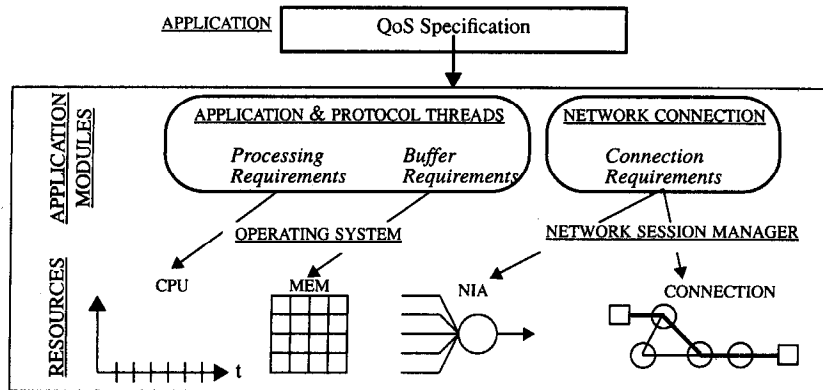 APPLICATION
QoS Specification
APPLICATION & PROTOCOL THREADS
Processing
Requirements
Buffer
Requirements
NETWORK CONNECTION
Connection
Requirements
APPLICATION
MODULES
OPERATING SYSTEM
NETWORK SESSION MANAGER
RESOURCES
CPU
t
MEM
NIA
CONNECTION